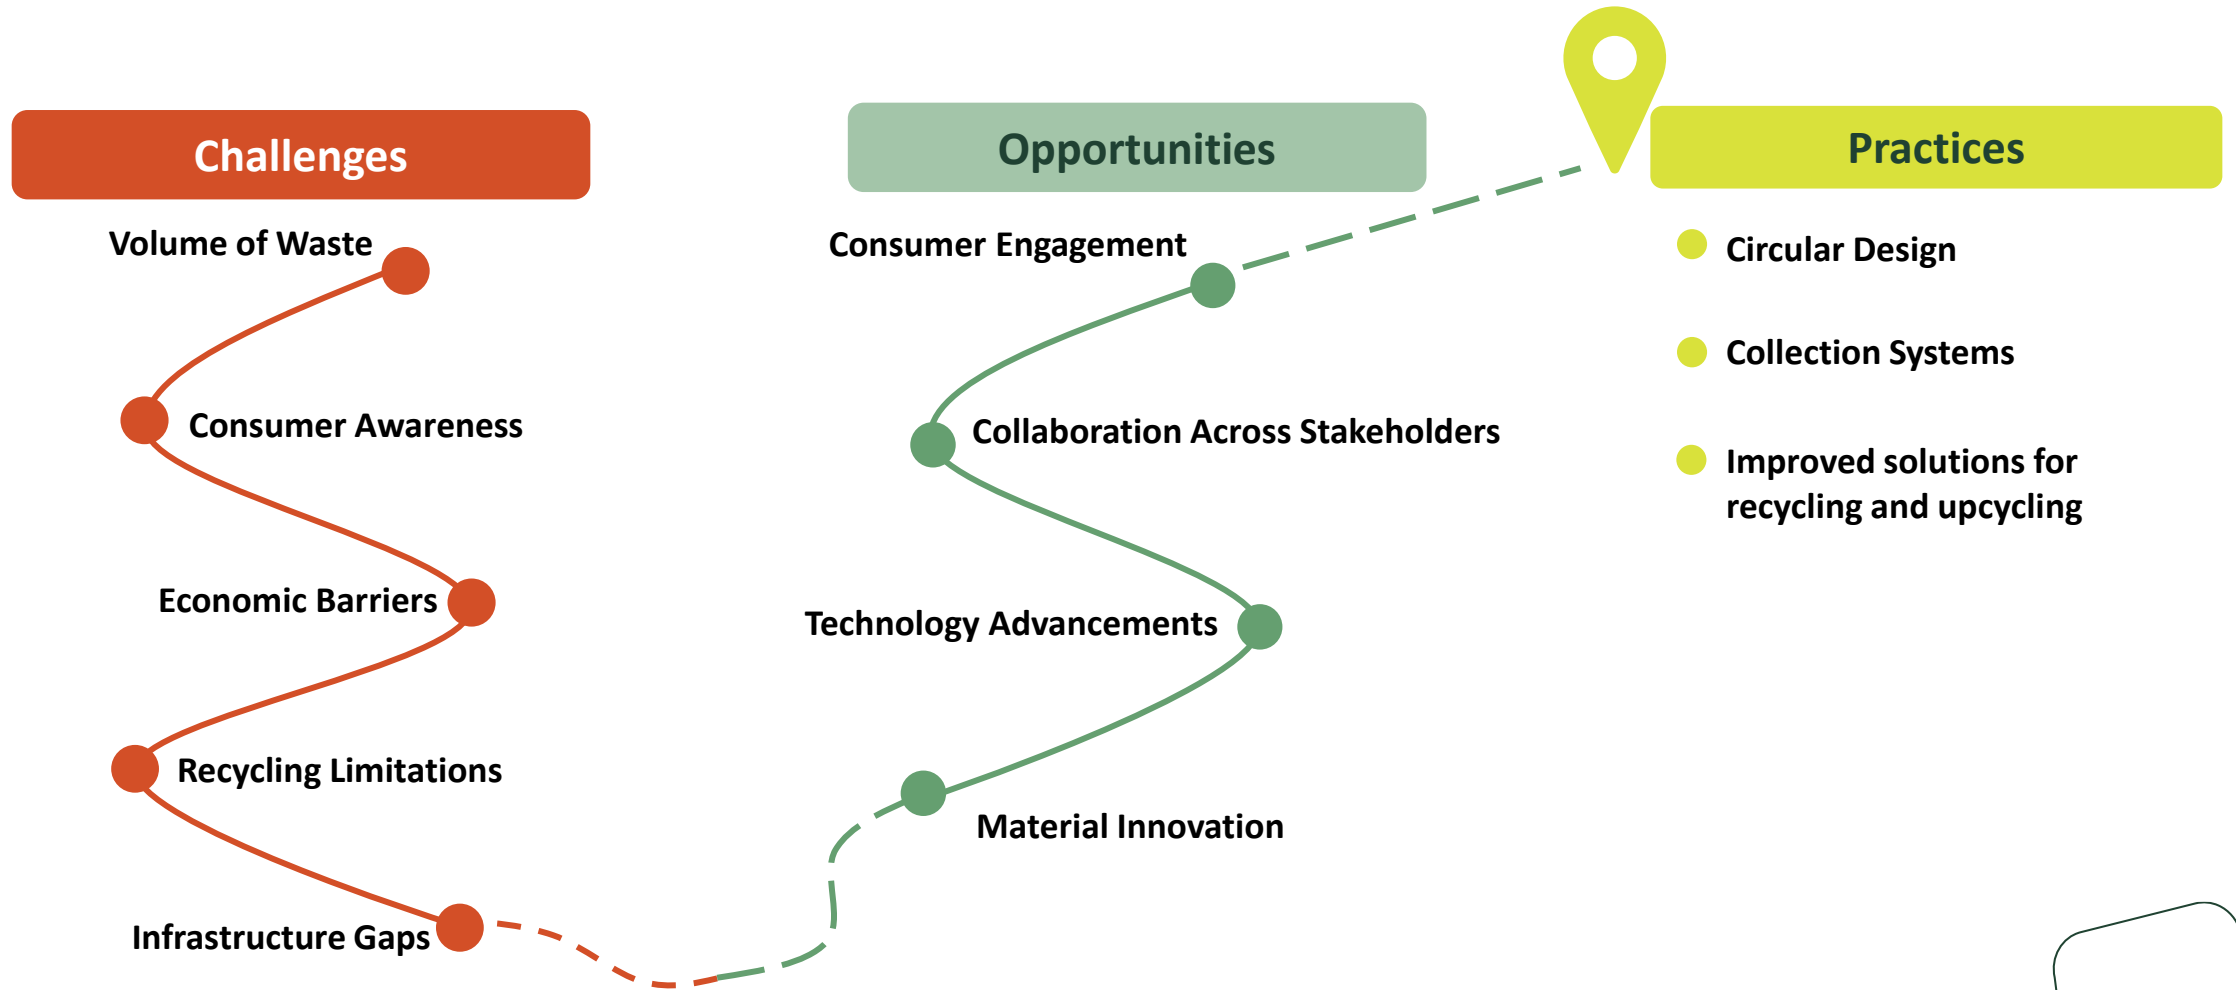 Challenges
Volume of Waste
Consumer Awareness
Economic Barriers
Recycling Limitations
Infrastructure Gaps
Opportunities
Consumer Engagement
Collaboration Across Stakeholders
Technology Advancements
Material Innovation
Practices
Circular Design
Collection Systems
Improved solutions for
recycling and upcycling